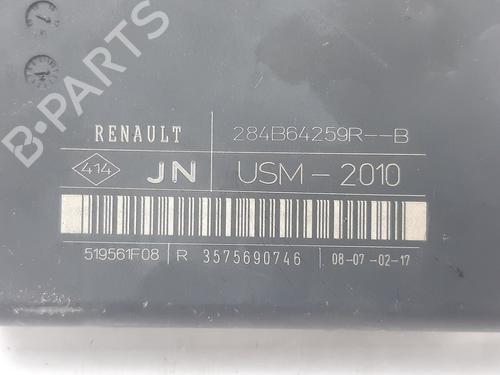 B-PARTS
RENAULT 284B64259R--B
414 JN USM-2010
519561F08 R 3575690746 08-07-02-17